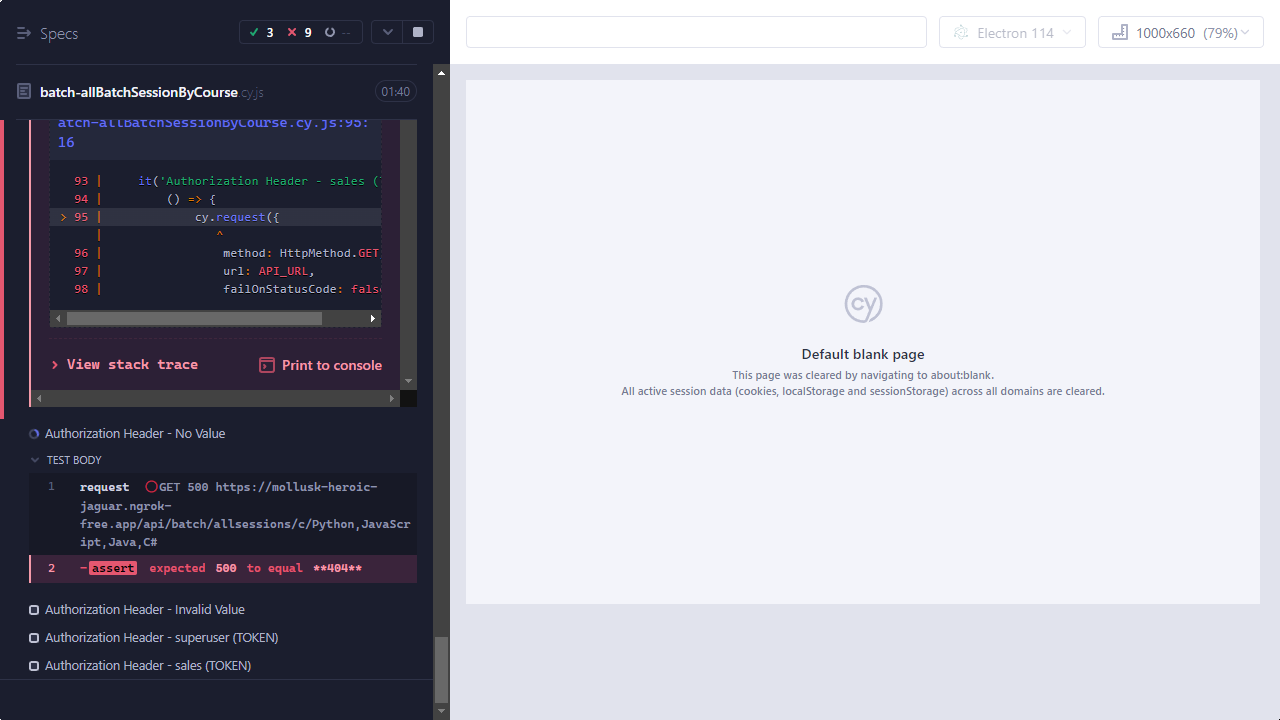 Specs
3 9 --
Electron 114
1000x660 (79%)
batch-allBatchSessionByCourse.cy.js
01:40
atch-allBatchSessionByCourse.cy.js:95:
16
93 | it('Authorization Header - sales (
94 | () => {
> 95 | cy.request({
| ^
96 | method: HttpMethod.GET
97 | url: API_URL,
98 | failOnStatusCode: fals
View stack trace
Print to console
Authorization Header - No Value
TEST BODY
1 request GET 500 https://mollusk-heroic-
jaguar.ngrok-
free.app/api/batch/allsessions/c/Python,JavaScr
ipt,Java,C#
2 -assert expected 500 to equal **404**
Authorization Header - Invalid Value
Authorization Header - superuser (TOKEN)
Authorization Header - sales (TOKEN)
cy
Default blank page
This page was cleared by navigating to about:blank.
All active session data (cookies, localStorage and sessionStorage) across all domains are cleared.